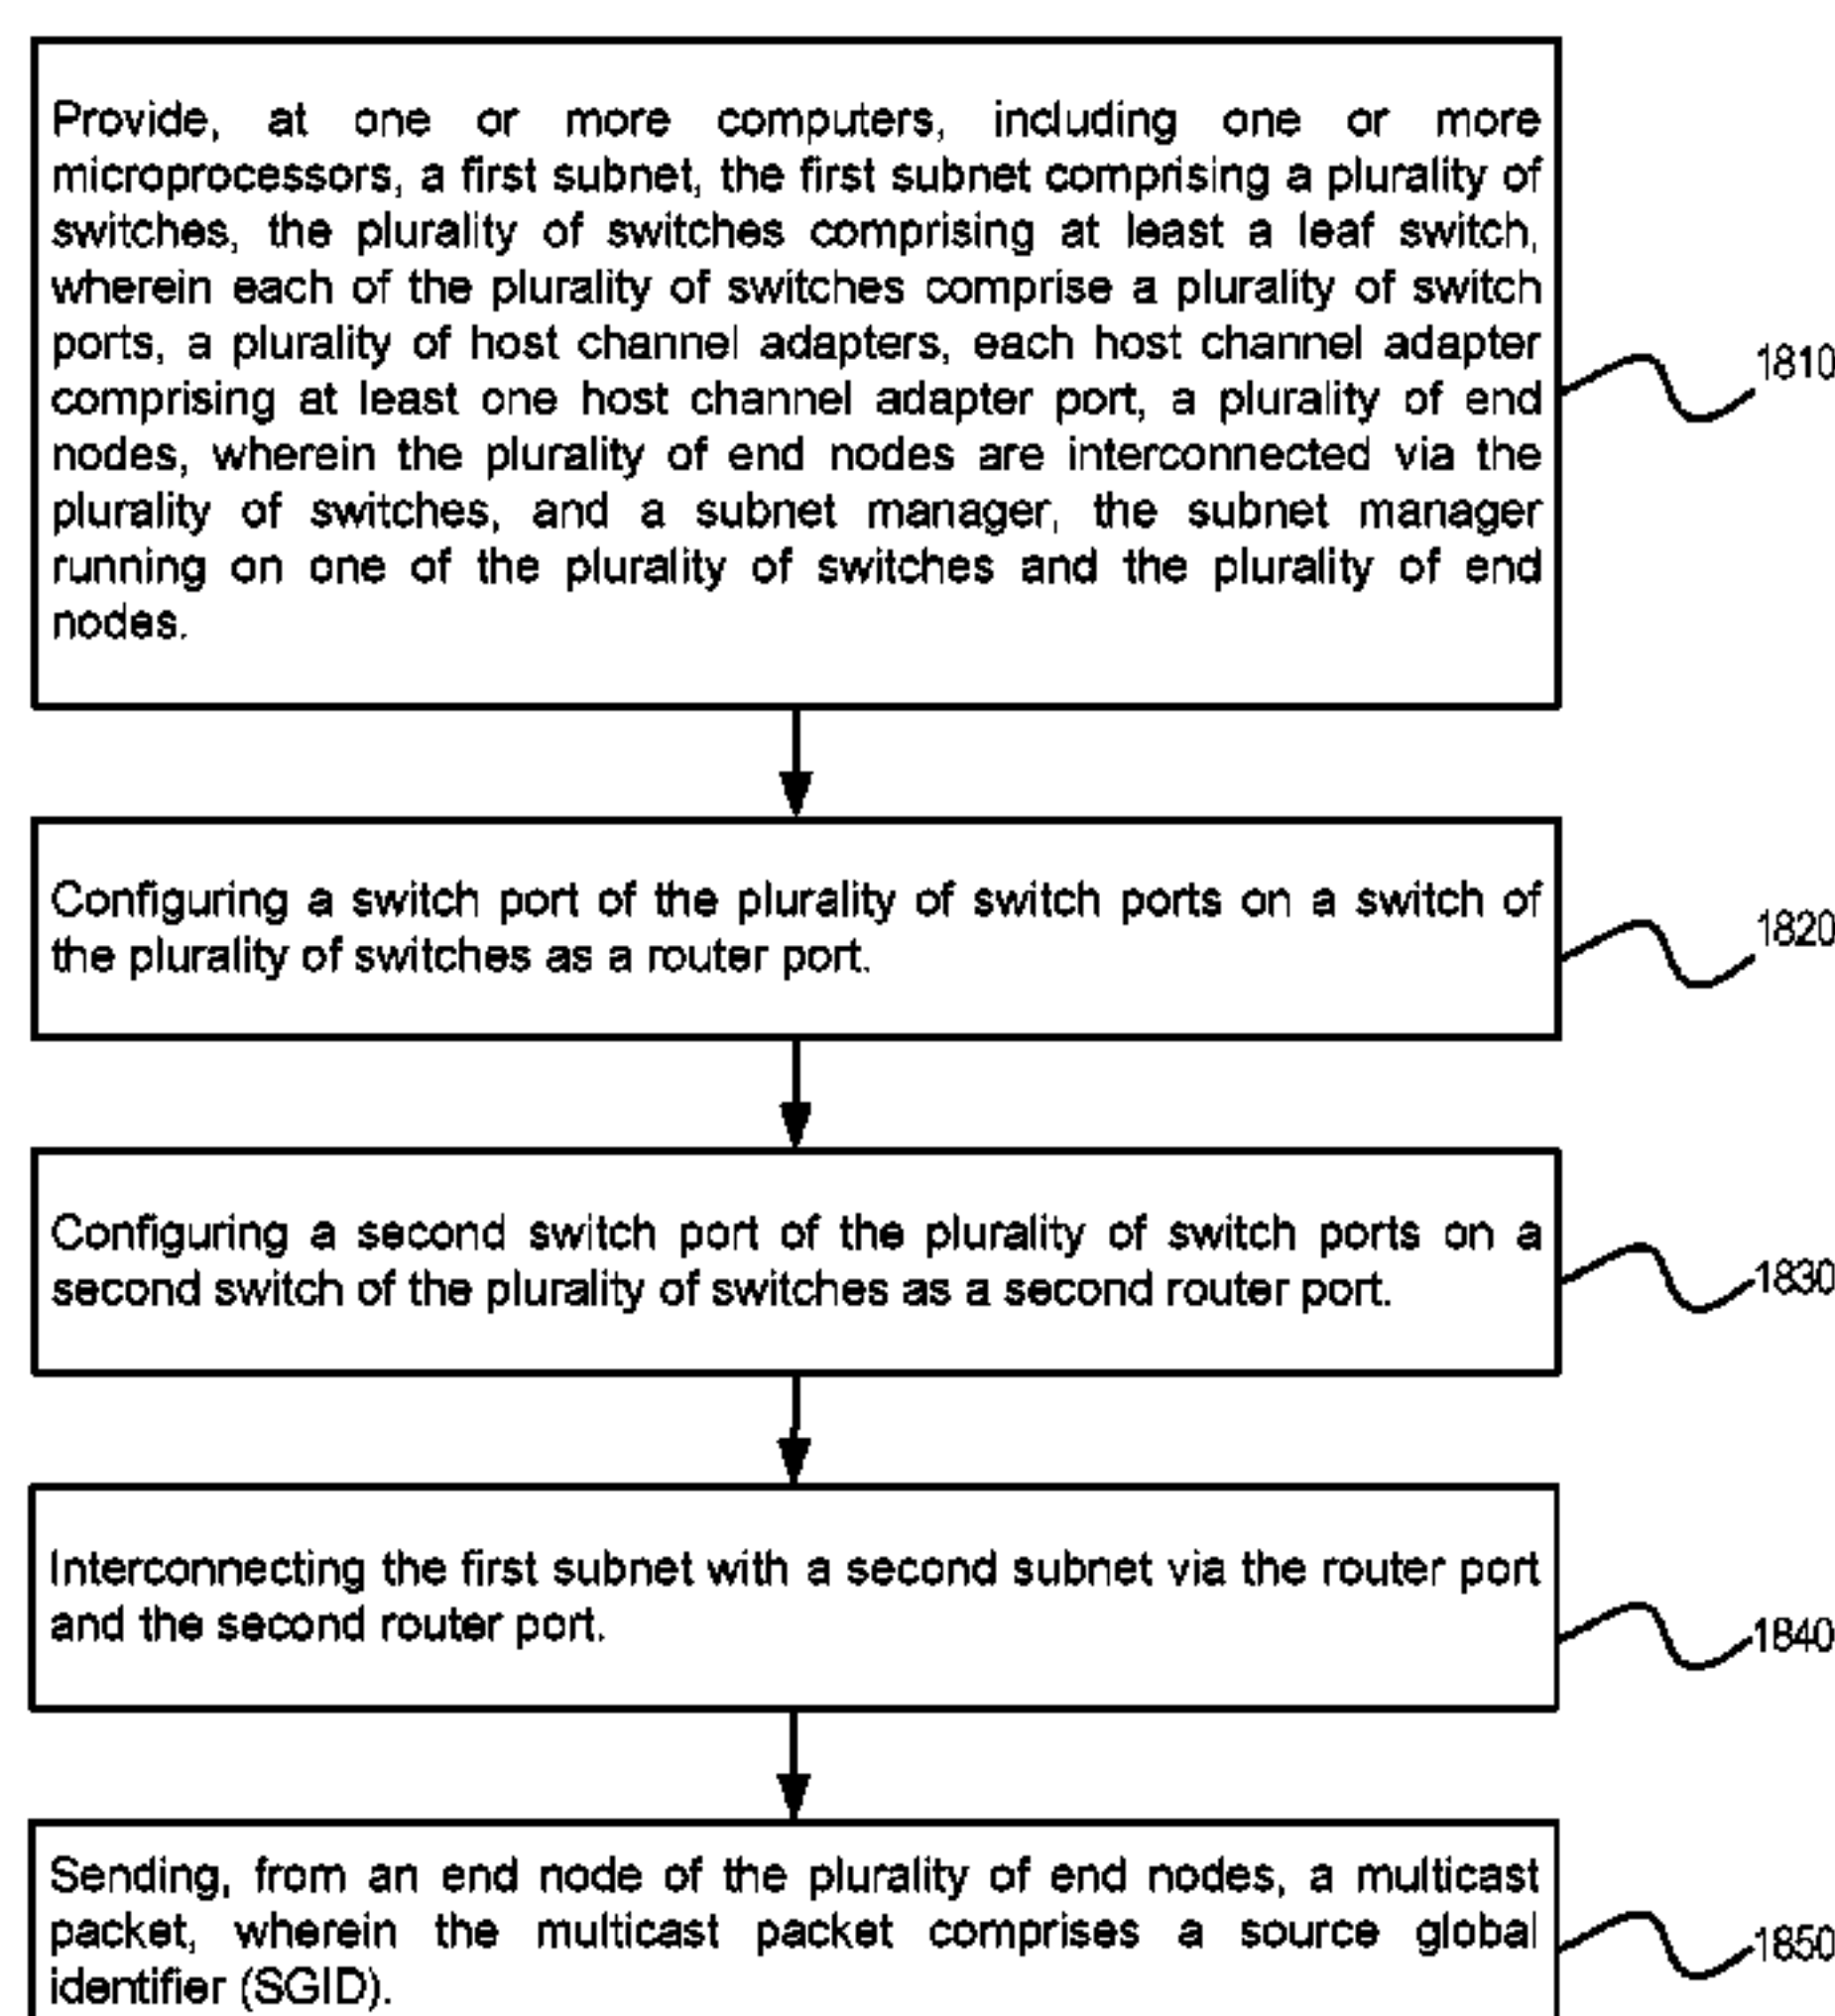 Provide, at one or more computers, including one or more
microprocessors, a first subnet, the first subnet comprising a plurality of
switches, the plurality of switches comprising at least a leaf switch,
wherein each of the plurality of switches comprise a plurality of switch
ports, a plurality of host channel adapters, each host channel adapter
comprising at least one host channel adapter port, a plurality of end
nodes, wherein the plurality of end nodes are interconnected via the
plurality of switches, and a subnet manager, the subnet manager
running on one of the plurality of switches and the plurality of end
nodes.
1810
Configuring a switch port of the plurality of switch ports on a switch of
the plurality of switches as a router port.
1820
Configuring a second switch port of the plurality of switch ports on a
second switch of the plurality of switches as a second router port.
1830
Interconnecting the first subnet with a second subnet via the router port
and the second router port.
1840
Sending, from an end node of the plurality of end nodes, a multicast
packet, wherein the multicast packet comprises a source global
identifier (SGID).
1850